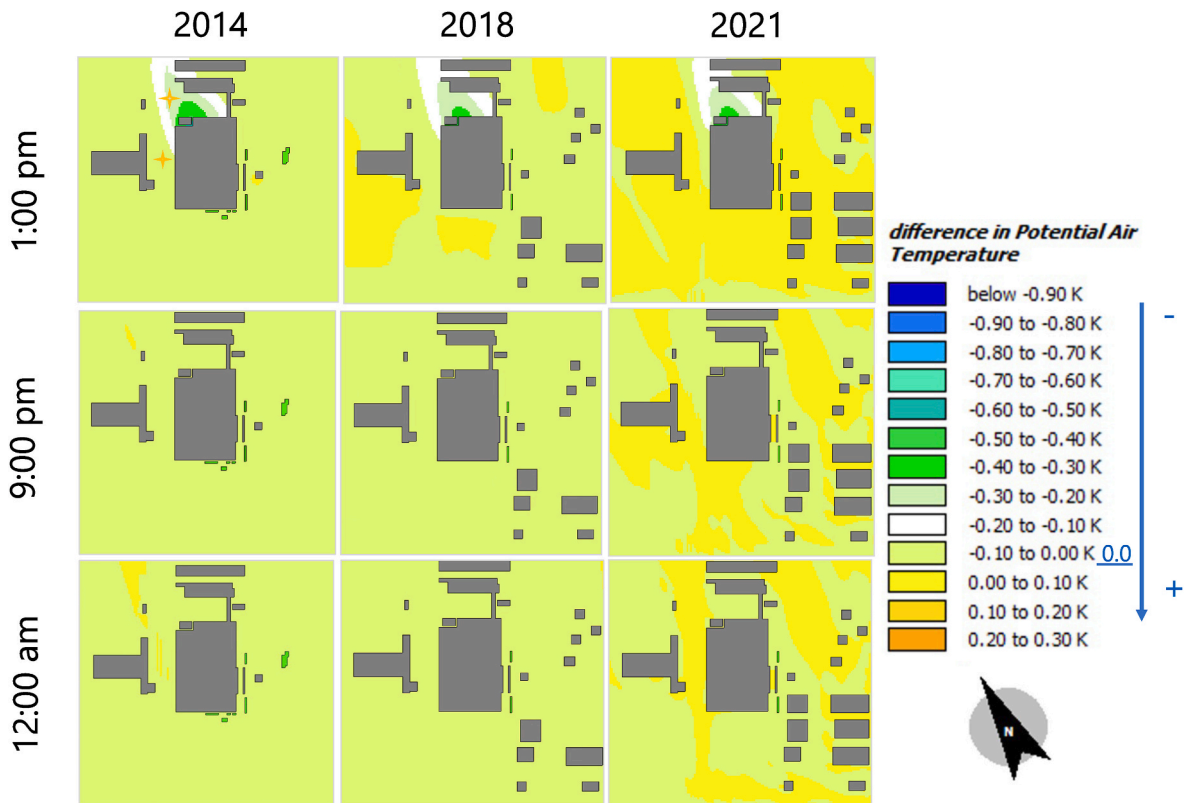 2014
2018
2021
1:00 pm
9:00 pm
12:00 am
difference in Potential Air
Temperature
below -0.90 K
-0.90 to -0.80 K
-0.80 to -0.70 K
-0.70 to -0.60 K
-0.60 to -0.50 K
-0.50 to -0.40 K
-0.40 to -0.30 K
-0.30 to -0.20 K
-0.20 to -0.10 K
-0.10 to 0.00 K 0.0
0.00 to 0.10 K
0.10 to 0.20 K
0.20 to 0.30 K
-
+
N